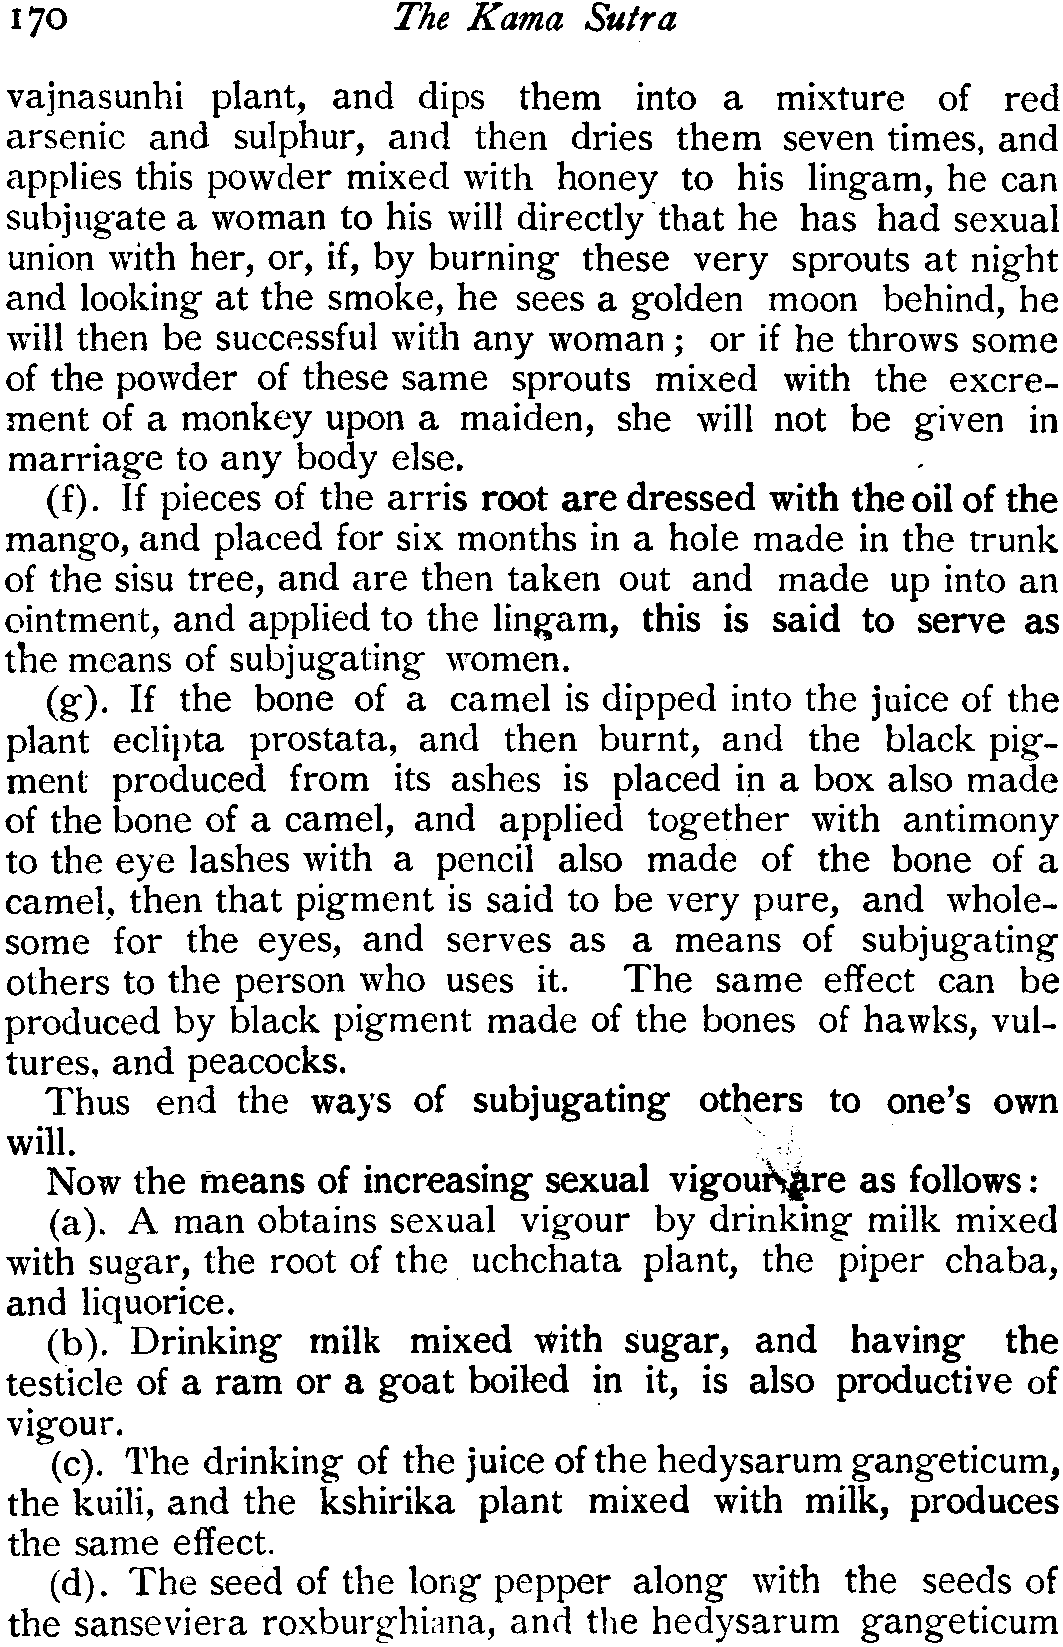 170 The Kama Sutra
vajnasunhi plant, and dips them into a mixture of red
arsenic and sulphur, and then dries them seven times, and
applies this powder mixed with honey to his lingam, he can
subjugate a woman to his will directly that he has had sexual
union with her, or, if, by burning these very sprouts at night
and looking at the smoke, he sees a golden moon behind, he
will then be successful with any woman ; or if he throws some
of the powder of these same sprouts mixed with the excre-
ment of a monkey upon a maiden, she will not be given in
marriage to any body else.
(f). If pieces of the arris root are dressed with the oil of the
mango, and placed for six months in a hole made in the trunk
of the sisu tree, and are then taken out and made up into an
ointment, and applied to the lingam, this is said to serve as
the means of subjugating women.
(g). If the bone of a camel is dipped into the juice of the
plant eclipta prostata, and then burnt, and the black pig-
ment produced from its ashes is placed in a box also made
of the bone of a camel, and applied together with antimony
to the eye lashes with a pencil also made of the bone of a
camel, then that pigment is said to be very pure, and whole-
some for the eyes, and serves as a means of subjugating
others to the person who uses it. The same effect can be
produced by black pigment made of the bones of hawks, vul-
tures, and peacocks.
Thus end the ways of subjugating others to one's own
will.
Now the means of increasing sexual vigour are as follows :
(a). A man obtains sexual vigour by drinking milk mixed
with sugar, the root of the uchchata plant, the piper chaba,
and liquorice.
(b). Drinking milk mixed with sugar, and having the
testicle of a ram or a goat boiled in it, is also productive of
vigour.
(c). The drinking of the juice of the hedysarum gangeticum,
the kuili, and the kshirika plant mixed with milk, produces
the same effect.
(d). The seed of the long pepper along with the seeds of
the sanseviera roxburghiana, and the hedysarum gangeticum